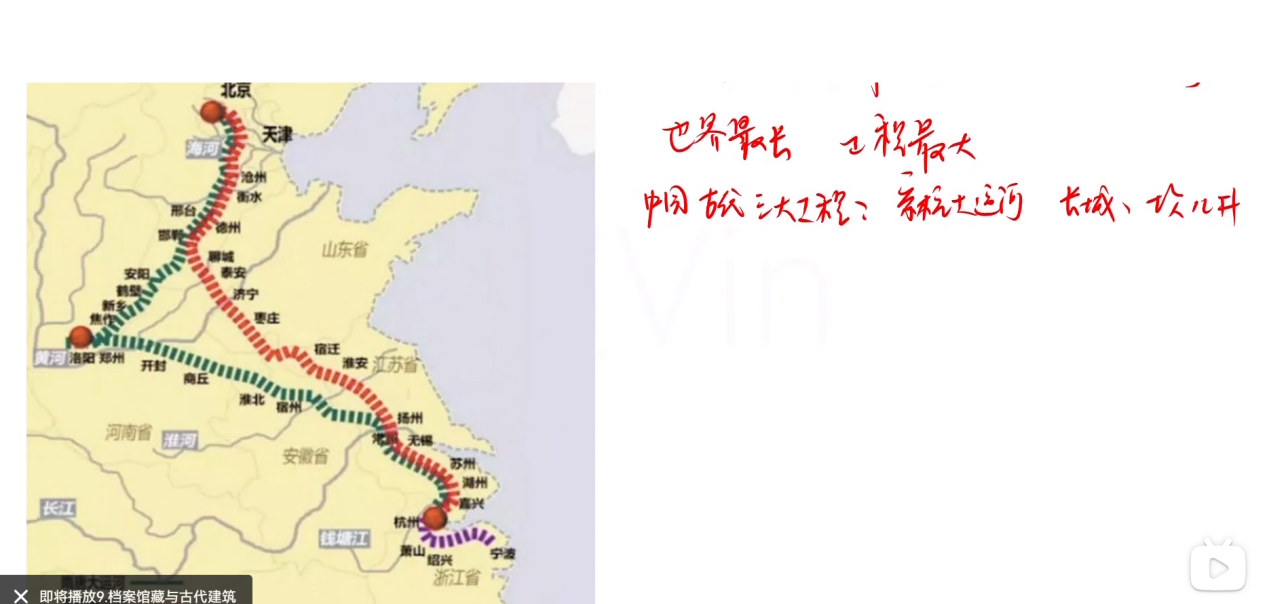 北京
天津
海河
沧州
衡水
邢台
德州
邯郸
聊城
山东省
泰安
安阳
鹤壁
济宁
新乡
枣庄
焦作
宿迁
黄河
洛阳 郑州
淮安
江苏省
开封
商丘
淮北
宿州
扬州
河南省
淮河
无锡
安徽省
苏州
湖州
嘉兴
长江
杭州
钱塘江
萧山
绍兴
宁波
浙江省
隋唐大运河
即将播放9.档案馆藏与古代建筑
世界最长 工程最大
中国古代三大工程：京杭大运河 长城、坎儿井
Vin